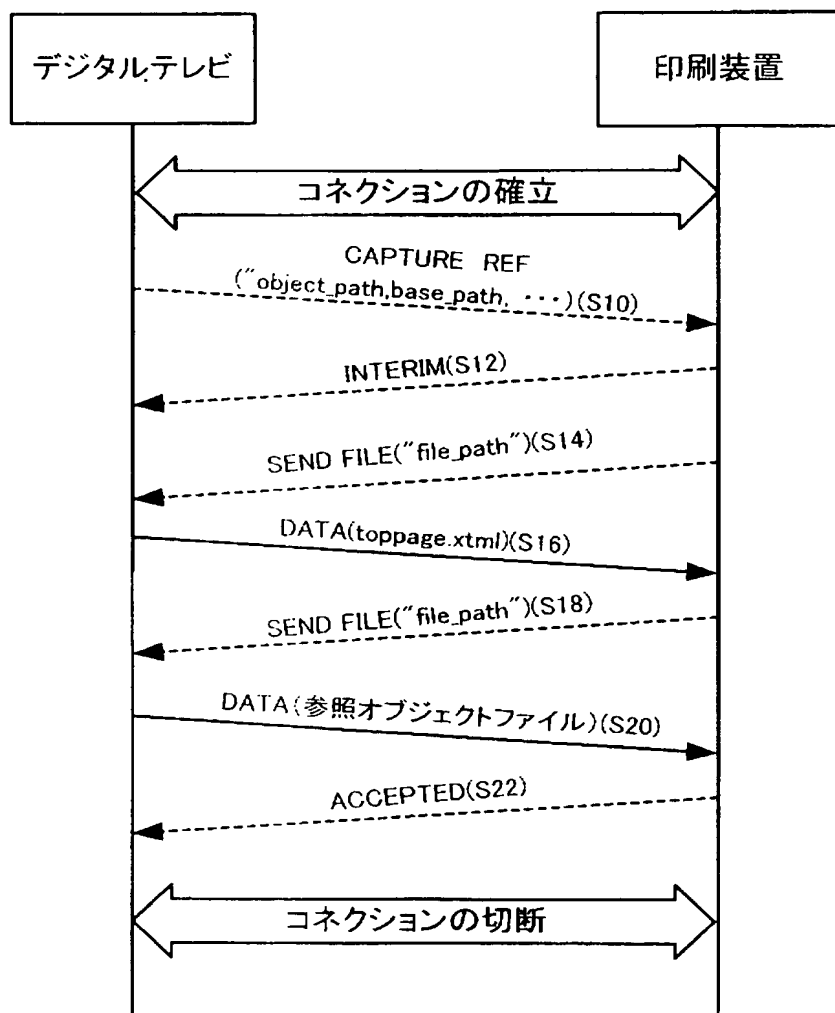 デジタルテレビ
印刷装置
コネクションの確立
CAPTURE REF
("object_path,base_path, ・・・)(S10)
INTERIM(S12)
SEND FILE("file_path")(S14)
DATA(toppage.xtml)(S16)
SEND FILE("file_path")(S18)
DATA(参照オブジェクトファイル)(S20)
ACCEPTED(S22)
コネクションの切断